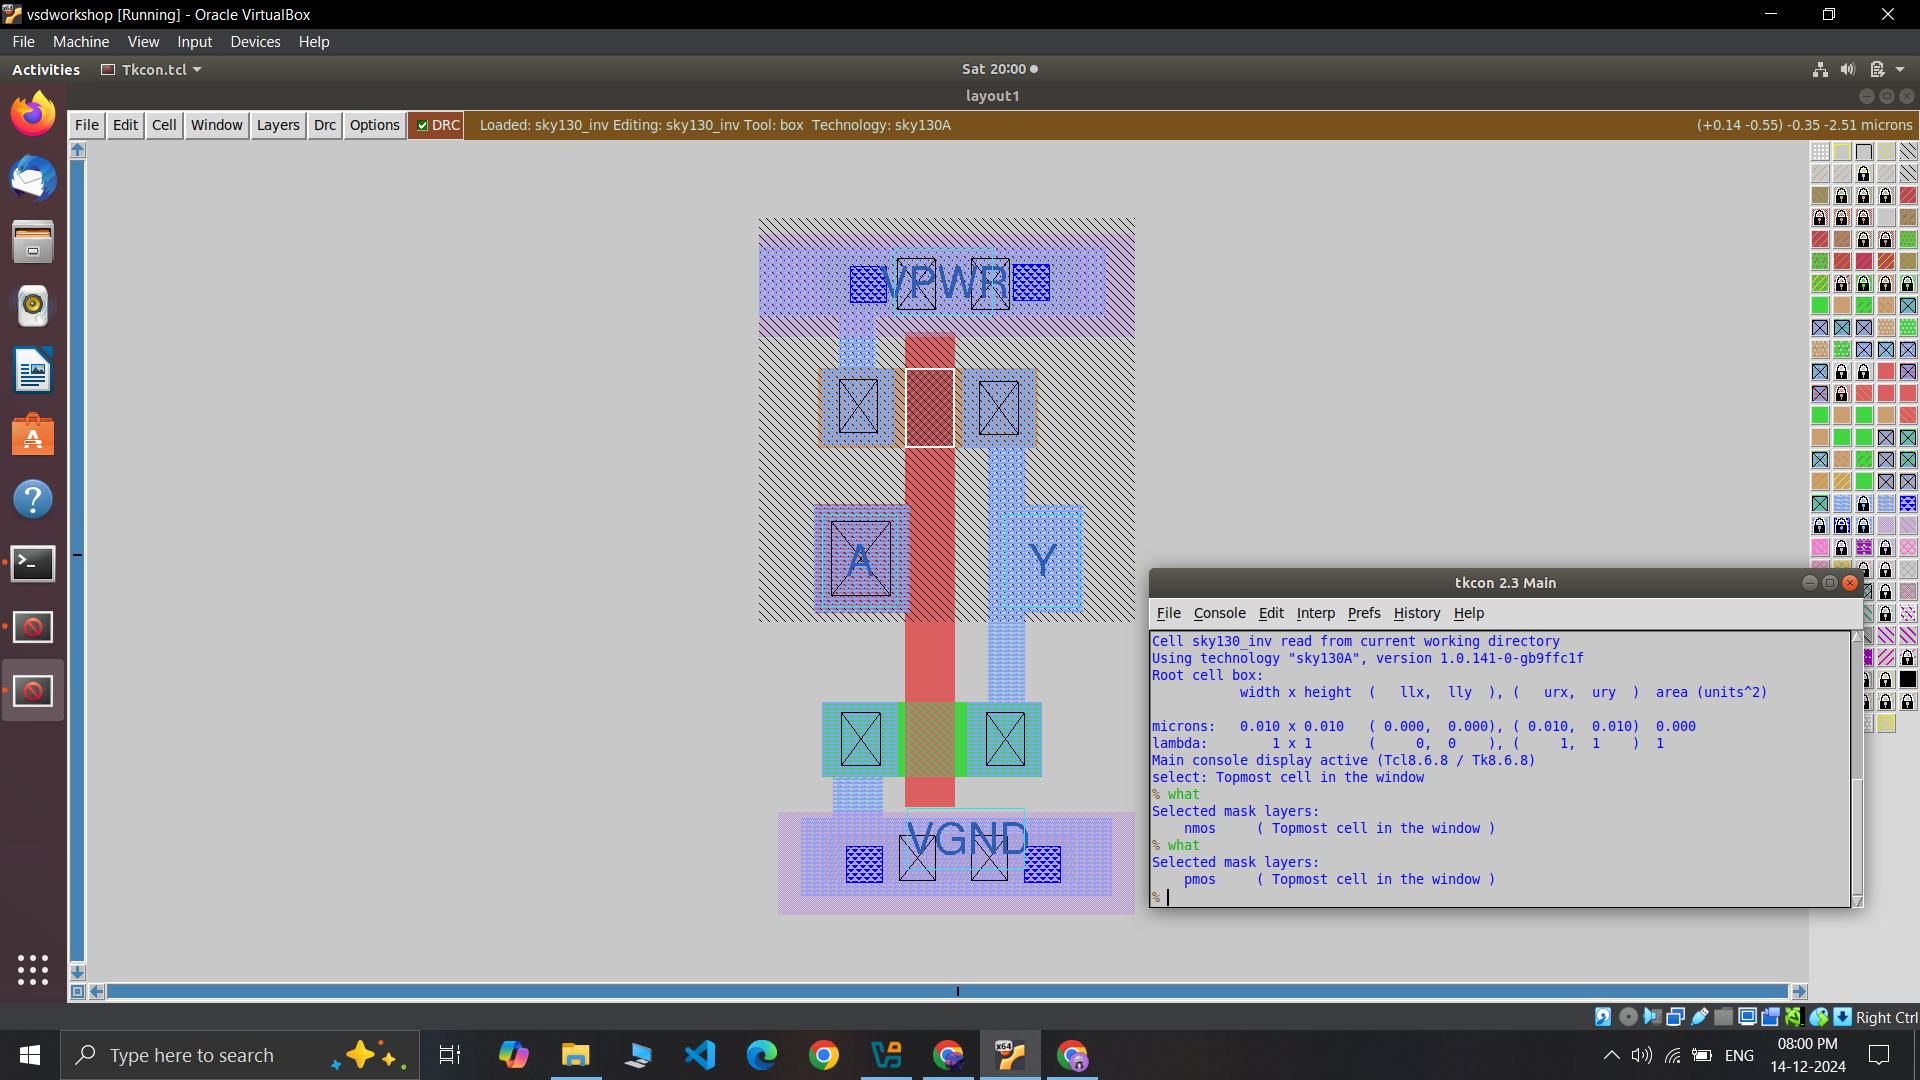 vsdworkshop [Running] - Oracle VirtualBox
File Machine View Input Devices Help
Activities Tkcon.tcl Sat 20:00
layout1
File Edit Cell Window Layers Drc Options DRC Loaded: sky130_inv Editing: sky130_inv Tool: box Technology: sky130A (+0.14 -0.55) -0.35 -2.51 microns
VPWR
A
Y
VGND
tkcon 2.3 Main
File Console Edit Interp Prefs History Help
Cell sky130_inv read from current working directory
Using technology "sky130A", version 1.0.141-0-gb9ffc1f
Root cell box:
width x height ( llx, lly ), ( urx, ury ) area (units^2)
microns: 0.010 x 0.010 ( 0.000, 0.000), ( 0.010, 0.010) 0.000
lambda: 1 x 1 ( 0, 0 ), ( 1, 1 ) 1
Main console display active (Tcl8.6.8 / Tk8.6.8)
select: Topmost cell in the window
% what
Selected mask layers:
nmos ( Topmost cell in the window )
% what
Selected mask layers:
pmos ( Topmost cell in the window )
%
Right Ctrl
Type here to search
x64
ENG
08:00 PM
14-12-2024